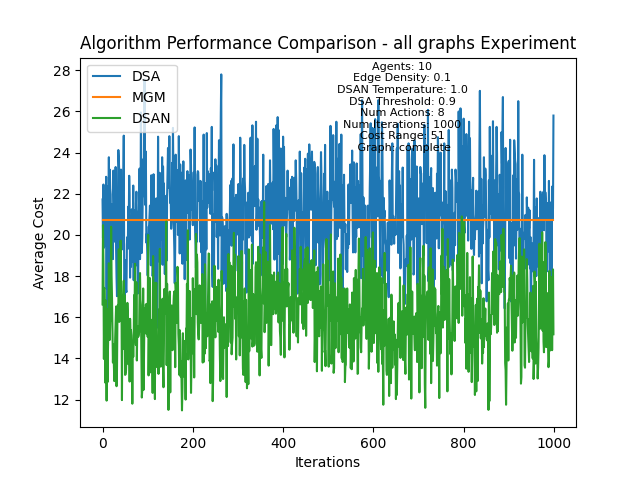 Algorithm Performance Comparison - all graphs Experiment
DSA
MGM
DSAN
Agents: 10
Edge Density: 0.1
DSAN Temperature: 1.0
DSA Threshold: 0.9
Num Actions: 8
Num Iterations: 1000
Cost Range: 51
Graph: complete
28
26
24
22
20
18
16
14
12
Average Cost
0
200
400
600
800
1000
Iterations